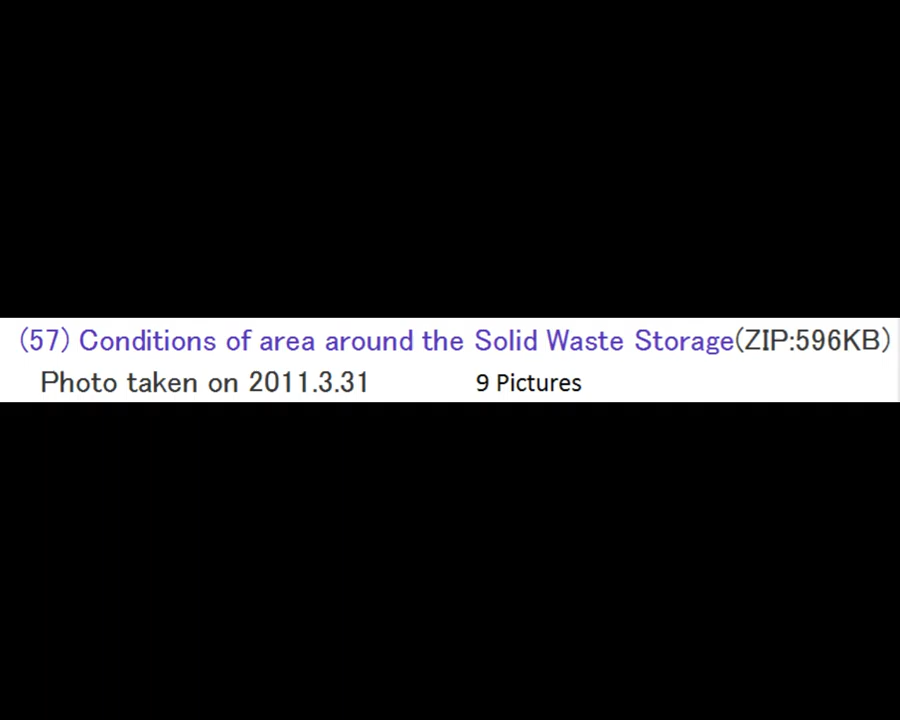 (57) Conditions of area around the Solid Waste Storage(ZIP:596KB)
Photo taken on 2011.3.31 9 Pictures